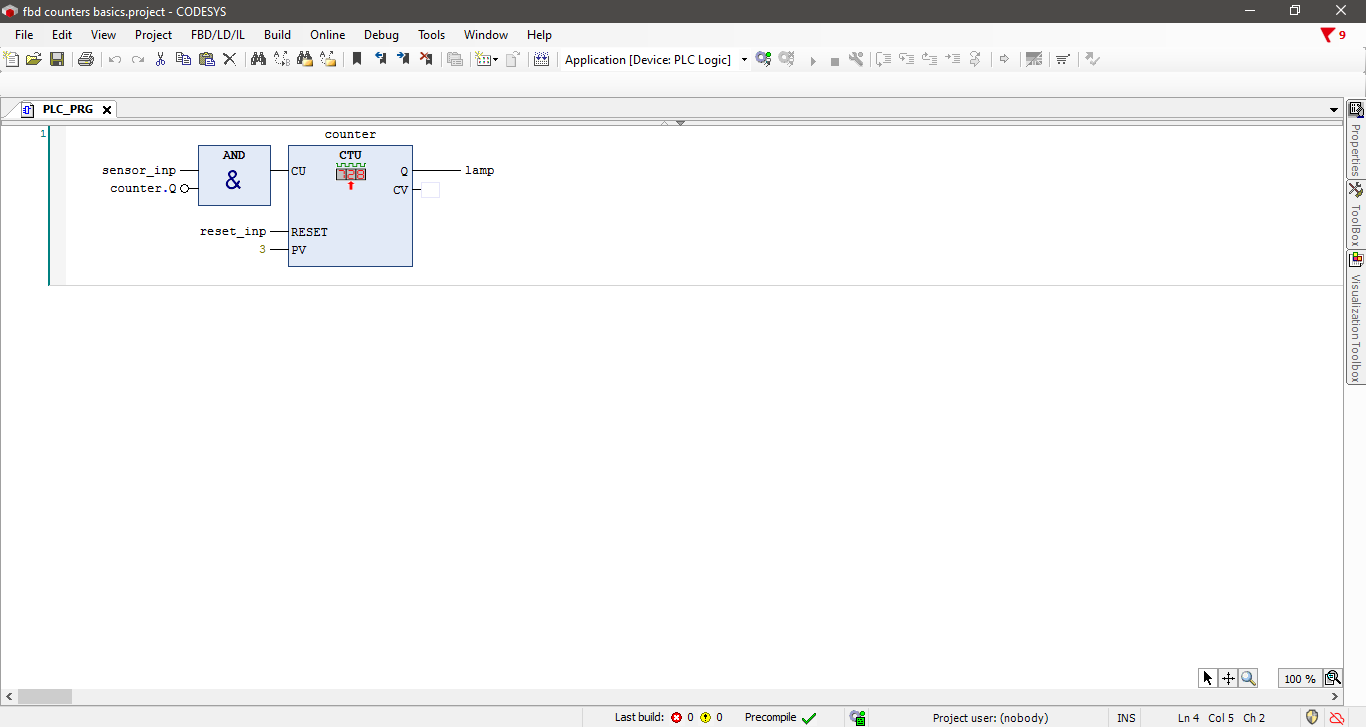 fbd counters basics.project - CODESYS
File Edit View Project FBD/LD/IL Build Online Debug Tools Window Help
9
Application [Device: PLC Logic]
PLC_PRG
1
counter
AND
CTU
sensor_inp
&
CU
728
Q
lamp
counter.Q
CV
reset_inp
RESET
3
PV
Properties
ToolBox
Visualization Toolbox
100 %
Last build: 0 0 Precompile Project user: (nobody) INS Ln 4 Col 5 Ch 2